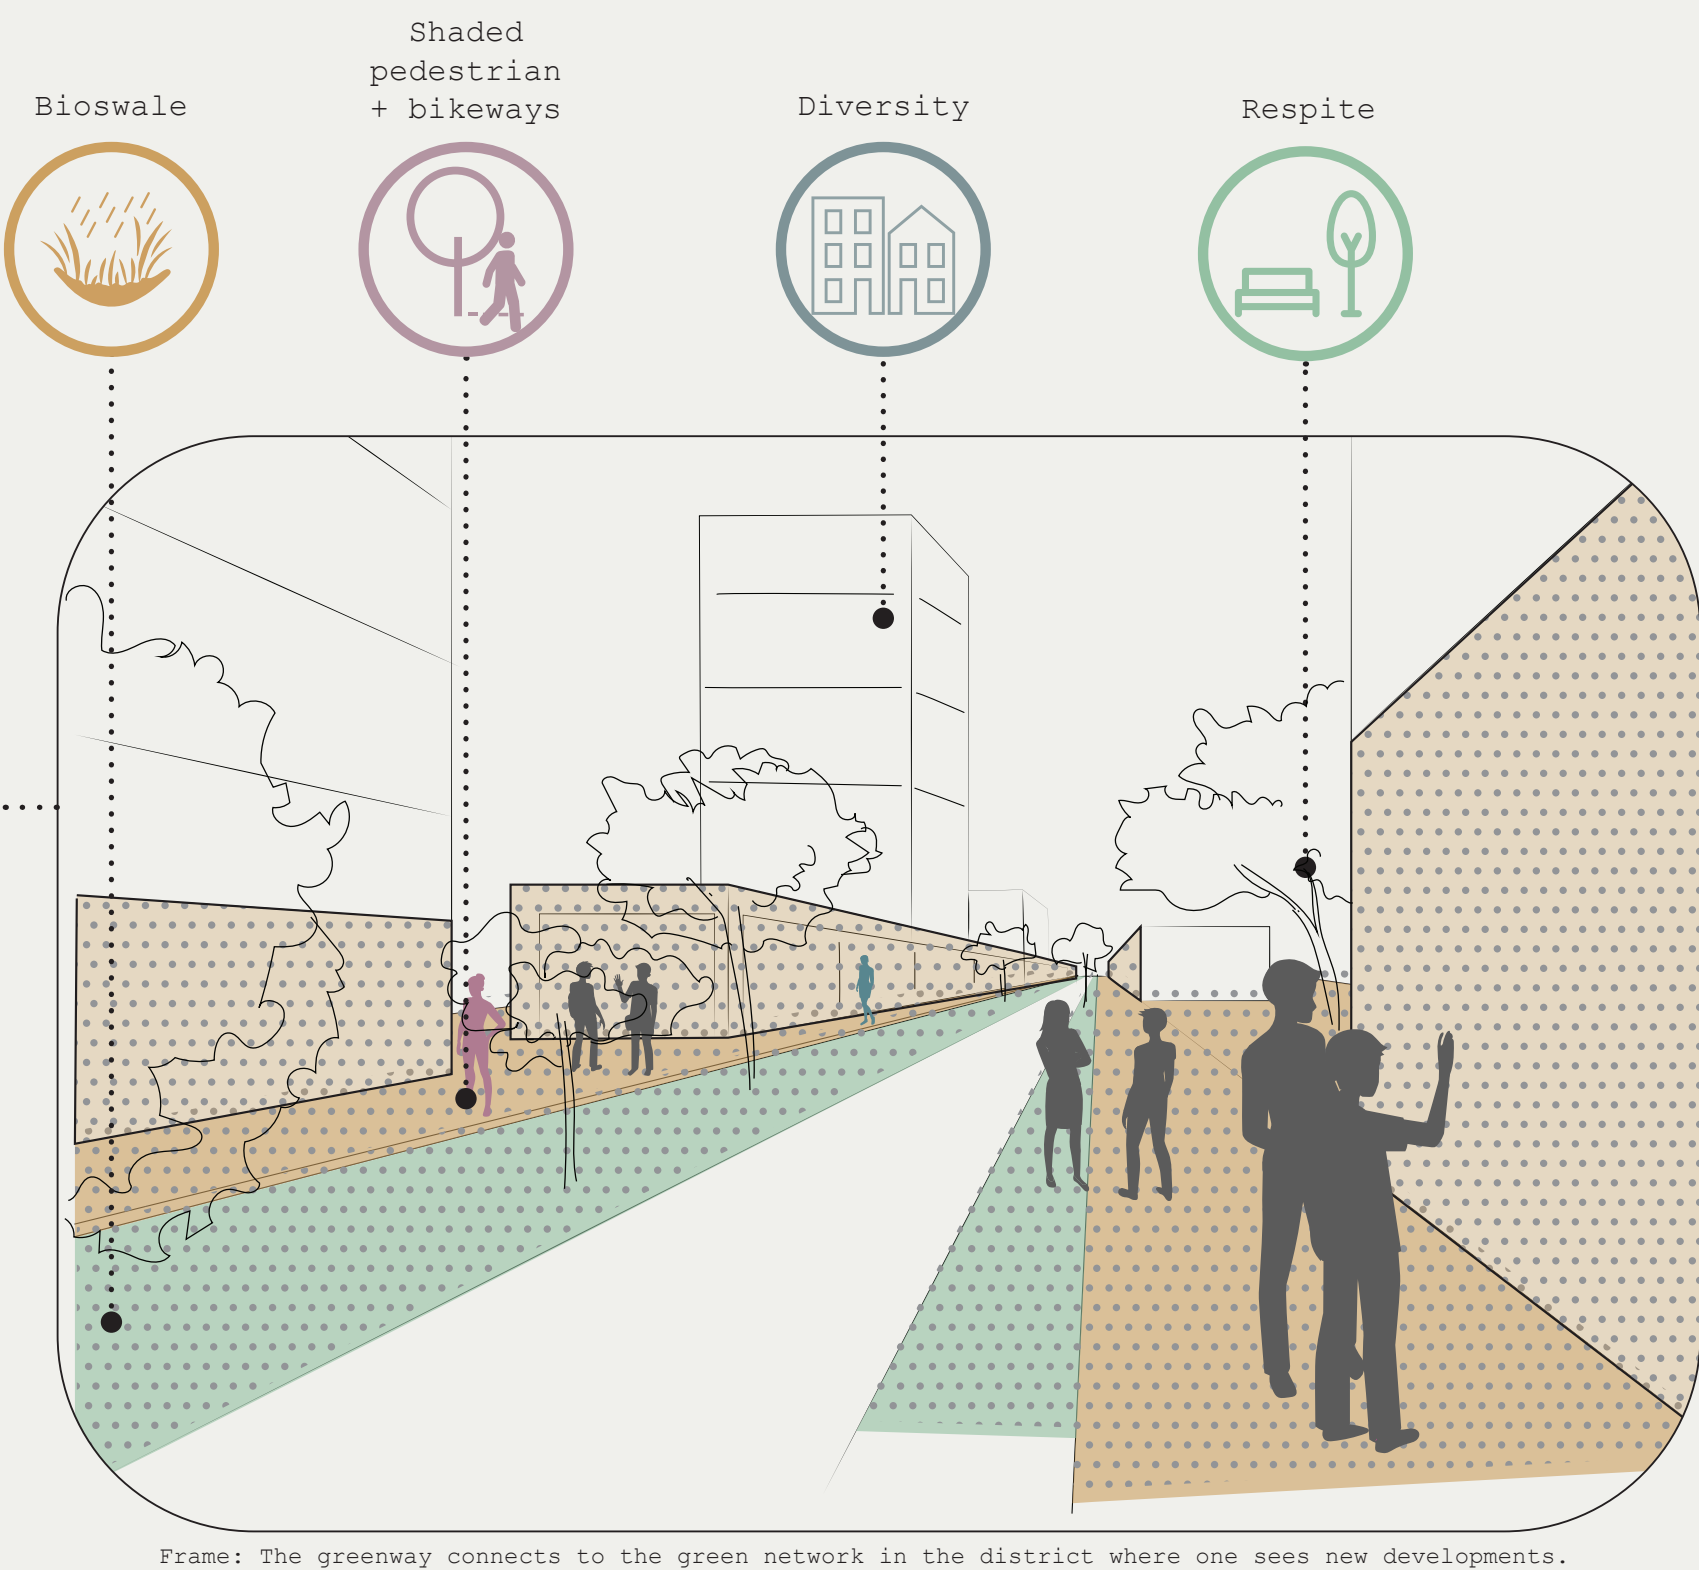 Shaded
pedestrian
+ bikeways
Bioswale
Diversity
Respite
Frame: The greenway connects to the green network in the district where one sees new developments.